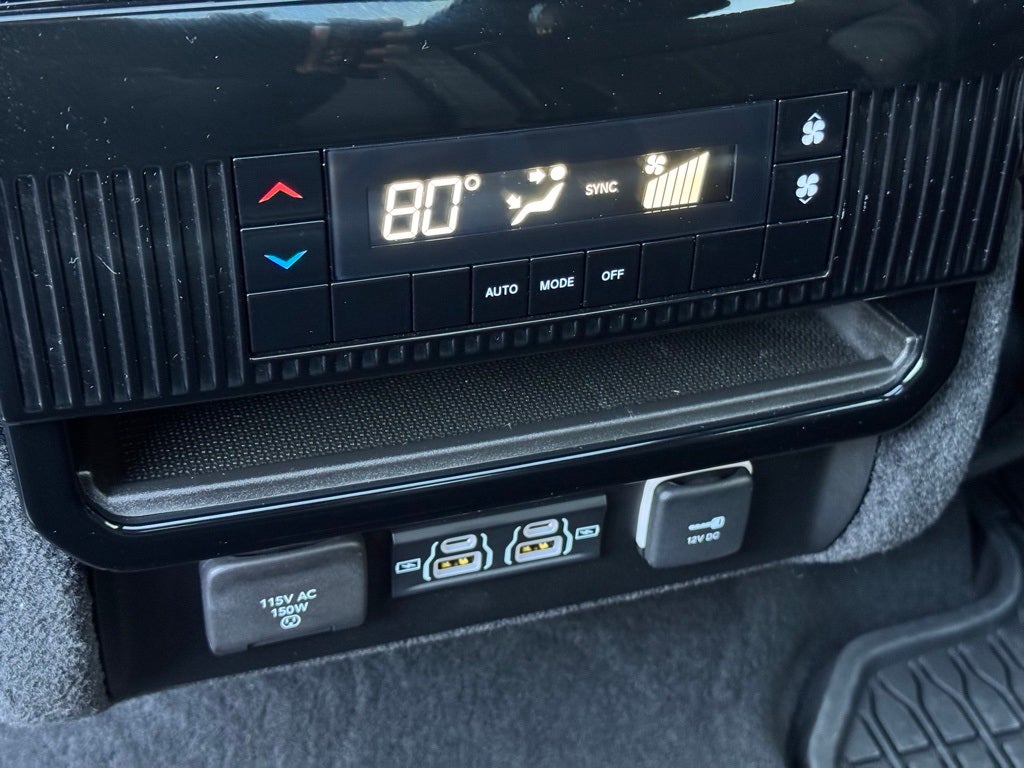 80°
SYNC
AUTO
MODE
OFF
115V AC
150W
12V DC